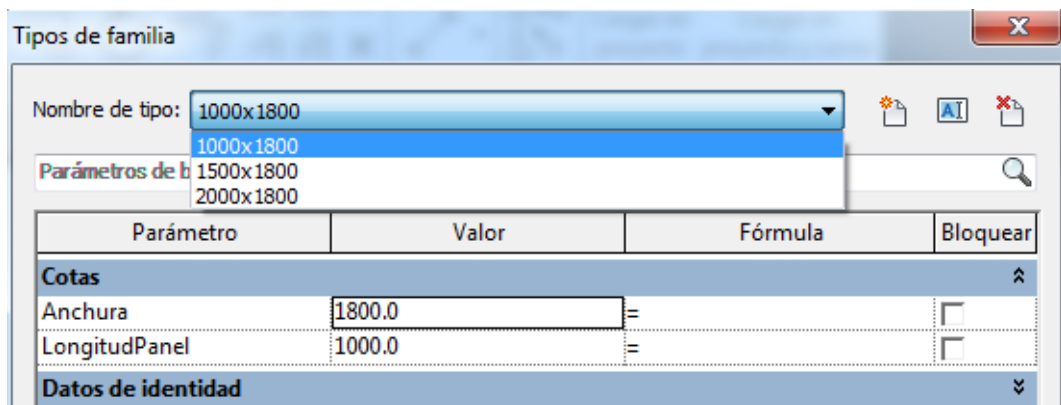 Tipos de familia
Nombre de tipo: 1000x1800
1000x1800
Parámetros de b
1500x1800
2000x1800
Parámetro Valor Fórmula Bloquear
Cotas
Anchura 1800.0 =
LongitudPanel 1000.0 =
Datos de identidad